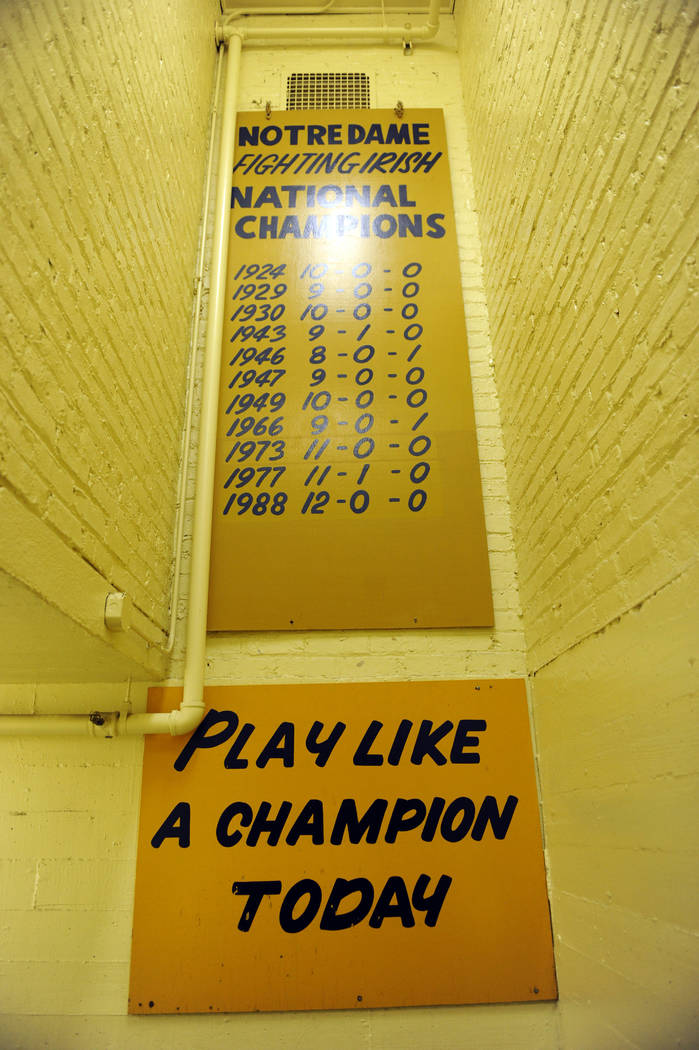 NOTRE DAME
FIGHTING IRISH
NATIONAL
CHAMPIONS
1924 10-0-0
1929 9-0-0
1930 10-0-0
1943 9-1-0
1946 8-0-1
1947 9-0-0
1949 10-0-0
1966 9-0-1
1973 11-0-0
1977 11-1-0
1988 12-0-0
PLAY LIKE
A CHAMPION
TODAY